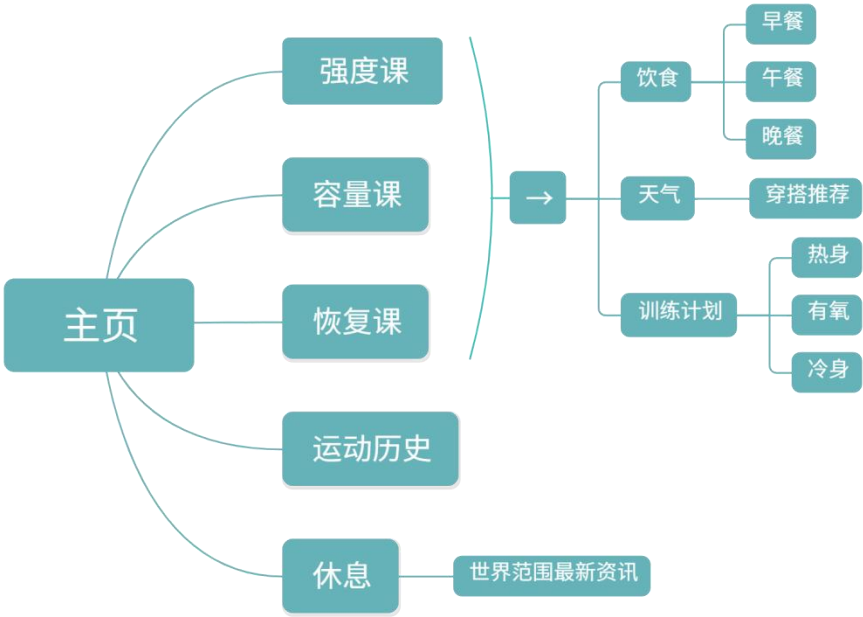 主页
强度课
容量课
恢复课
运动历史
休息
→
饮食
早餐
午餐
晚餐
天气
穿搭推荐
训练计划
热身
有氧
冷身
世界范围最新资讯